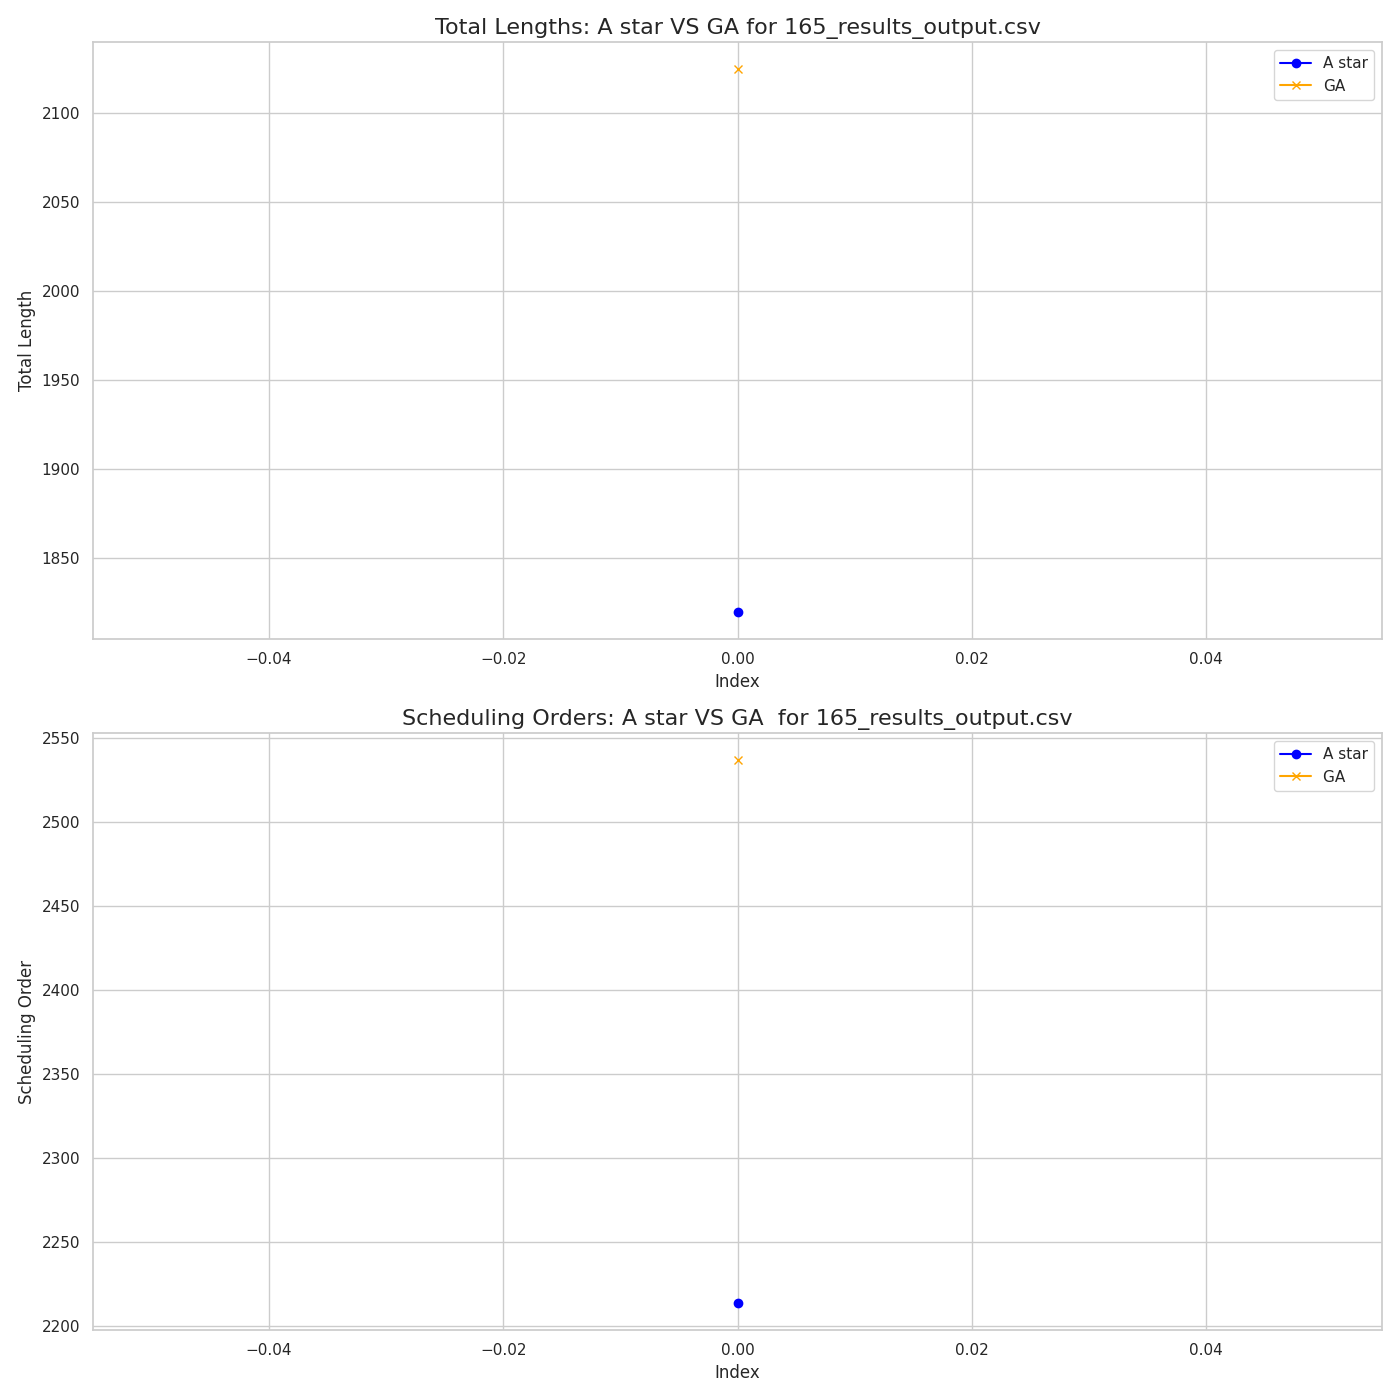 Total Lengths: A star VS GA for 165_results_output.csv
A star
GA
2100
2050
2000
1950
1900
1850
Total Length
−0.04
−0.02
0.00
0.02
0.04
Index
Scheduling Orders: A star VS GA  for 165_results_output.csv
A star
GA
2550
2500
2450
2400
2350
2300
2250
2200
Scheduling Order
−0.04
−0.02
0.00
0.02
0.04
Index